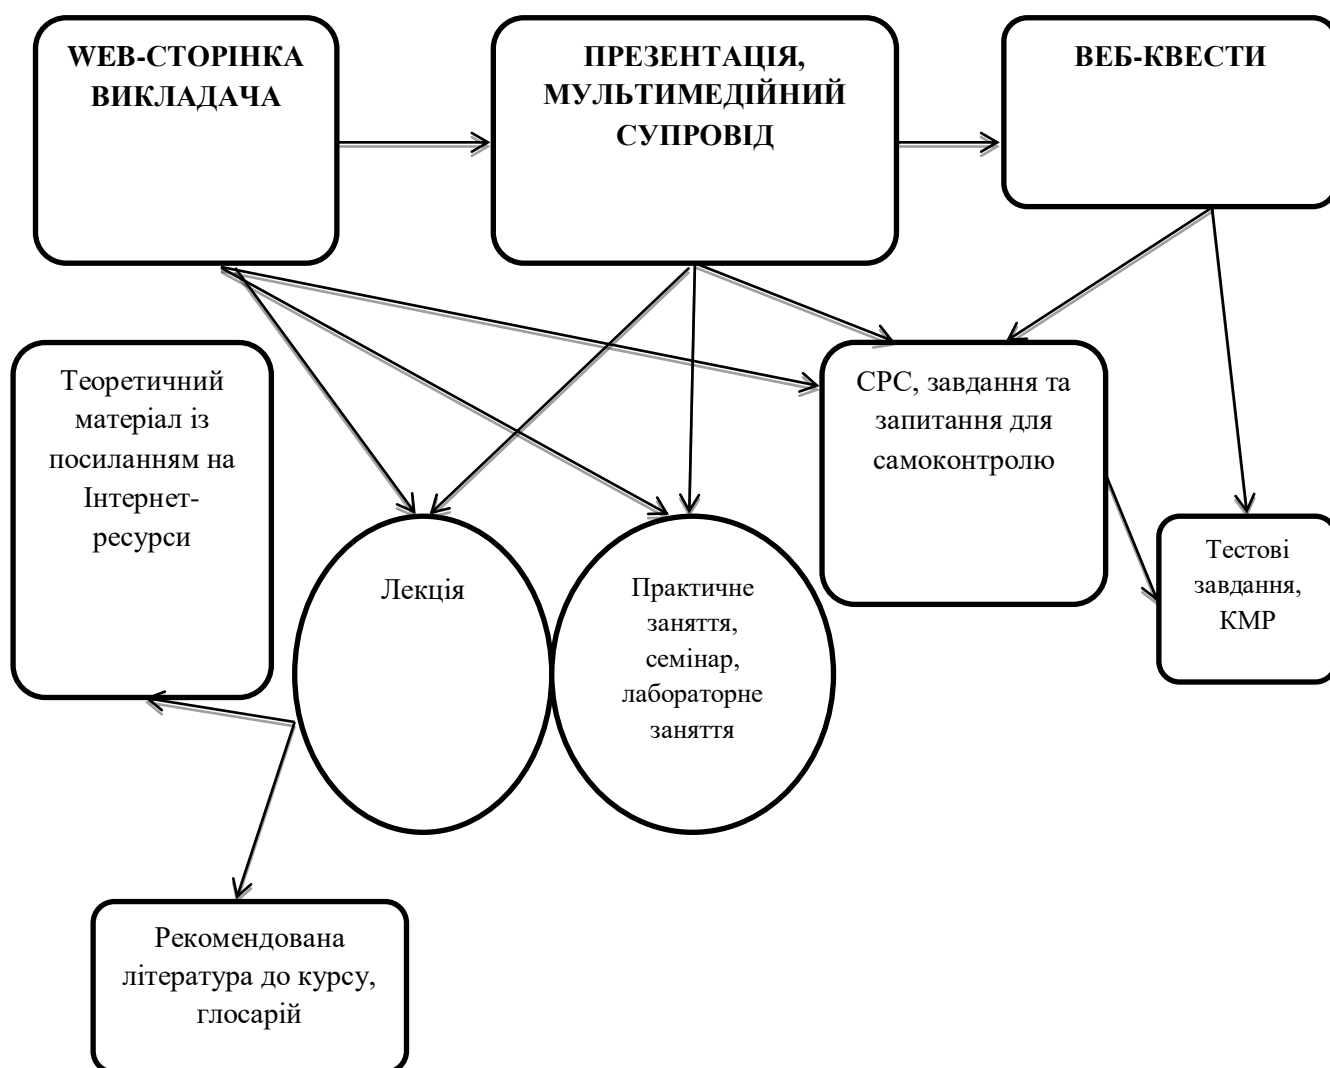 WEB-СТОРІНКА
ВИКЛАДАЧА
ПРЕЗЕНТАЦІЯ,
МУЛЬТИМЕДІЙНИЙ
СУПРОВІД
ВЕБ-КВЕСТИ
Теоретичний
матеріал із
посиланням на
Інтернет-
ресурси
Лекція
Практичне
заняття,
семінар,
лабораторне
заняття
СРС, завдання та
запитання для
самоконтролю
Тестові
завдання,
КМР
Рекомендована
література до курсу,
глосарій